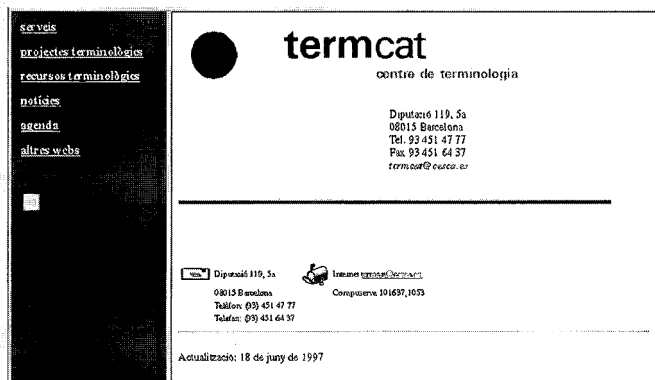 serveis
projectes terminològics
recursos terminològics
notícies
agenda
altres webs
termcat
centre de terminologia
Diputació 119, 5a
08015 Barcelona
Tel. 93 451 47 77
Fax 93 451 64 37
termcat@cesca.es
Diputació 119, 5a
08015 Barcelona
Telèfon: (93) 451 47 77
Telefax: (93) 451 64 37
Internet
Compuserve 101637,1053
Actualització: 18 de juny de 1997